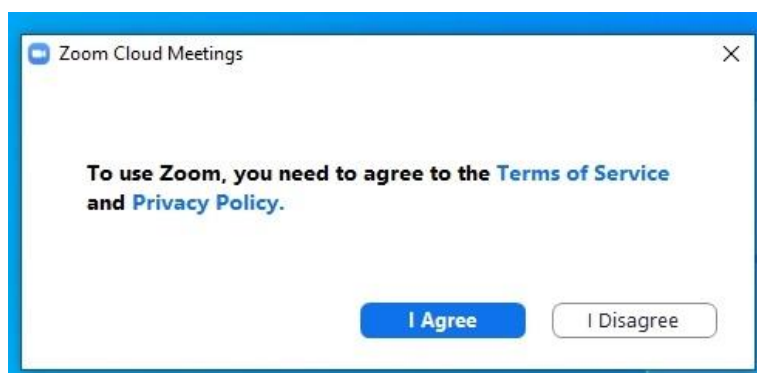 Zoom Cloud Meetings
To use Zoom, you need to agree to the Terms of Service
and Privacy Policy.
I Agree
I Disagree